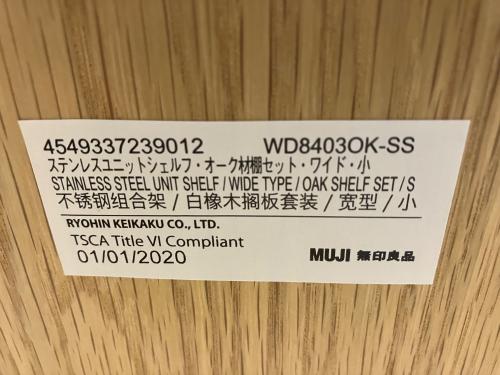 4549337239012 WD8403OK-SS
ステンレスユニットシェルフ・オーク材棚セット・ワイド・小
STAINLESS STEEL UNIT SHELF / WIDE TYPE / OAK SHELF SET / S
不锈钢组合架 / 白橡木搁板套装 / 宽型 / 小
RYOHIN KEIKAKU CO., LTD.
TSCA Title VI Compliant
01/01/2020 MUJI 無印良品